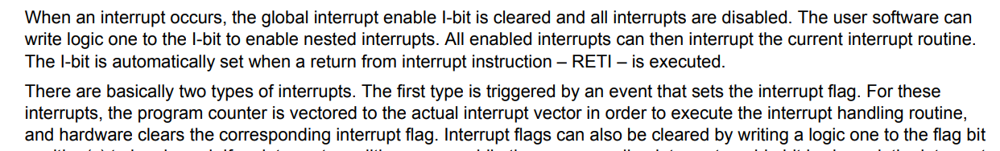 When an interrupt occurs, the global interrupt enable I-bit is cleared and all interrupts are disabled. The user software can
write logic one to the I-bit to enable nested interrupts. All enabled interrupts can then interrupt the current interrupt routine.
The I-bit is automatically set when a return from interrupt instruction – RETI – is executed.
There are basically two types of interrupts. The first type is triggered by an event that sets the interrupt flag. For these
interrupts, the program counter is vectored to the actual interrupt vector in order to execute the interrupt handling routine,
and hardware clears the corresponding interrupt flag. Interrupt flags can also be cleared by writing a logic one to the flag bit